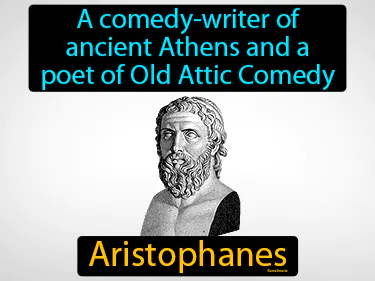 A comedy-writer of
ancient Athens and a
poet of Old Attic Comedy
Aristophanes